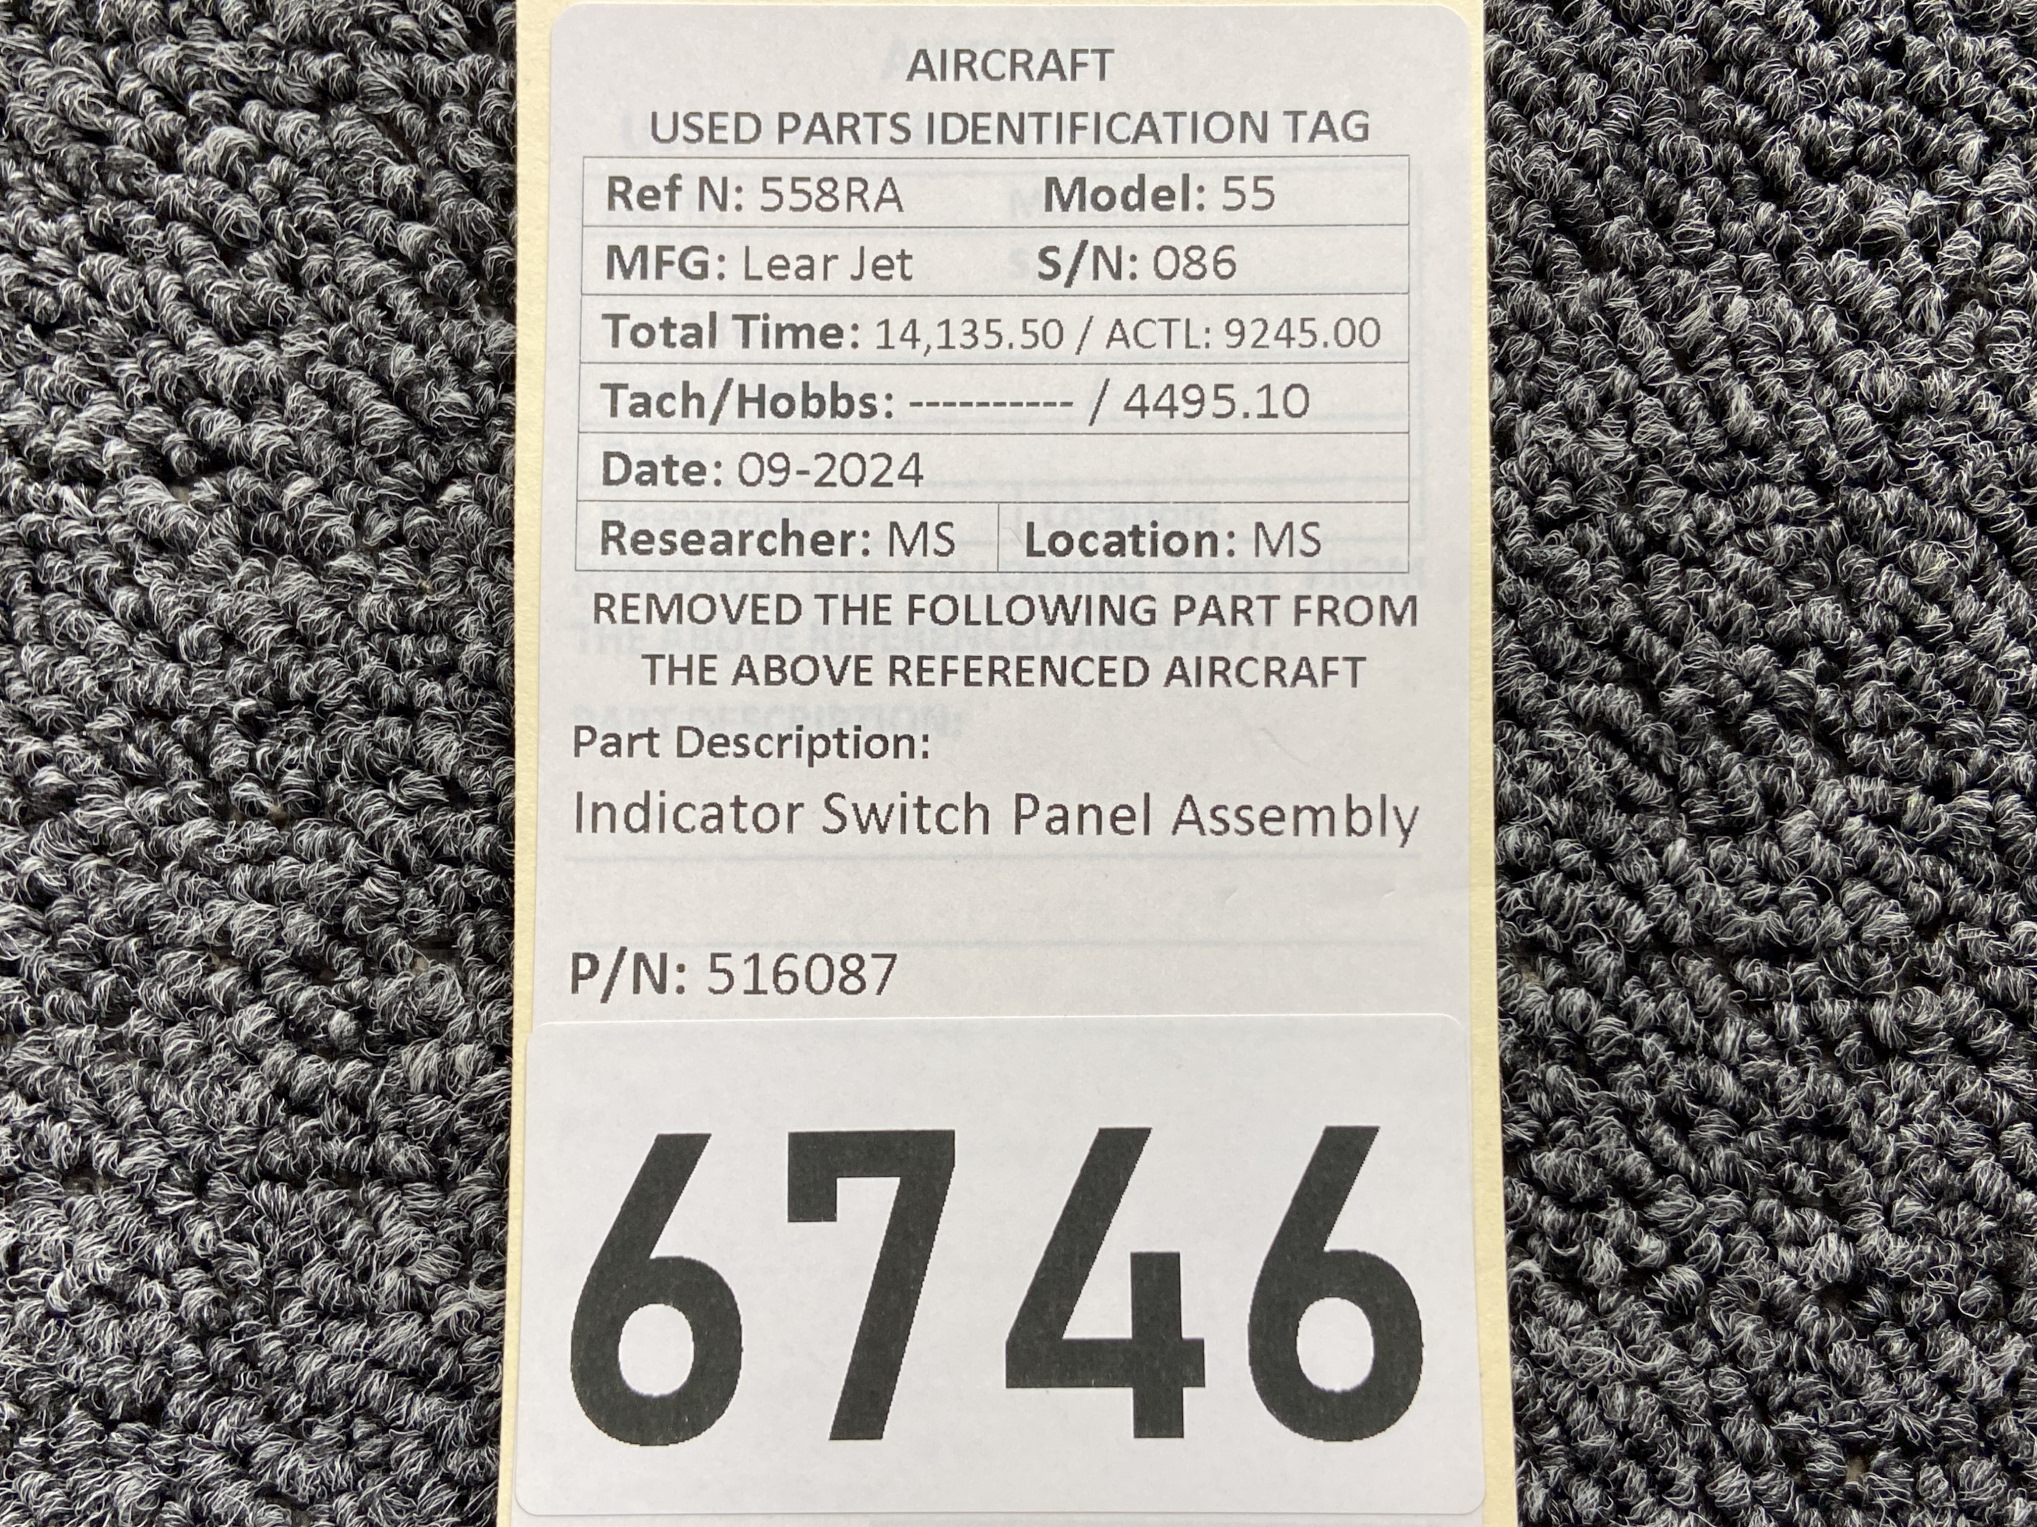 AIRCRAFT
USED PARTS IDENTIFICATION TAG
Ref N: 558RA Model: 55
MFG: Lear Jet S/N: 086
Total Time: 14,135.50 / ACTL: 9245.00
Tach/Hobbs: ---------- / 4495.10
Date: 09-2024
Researcher: MS Location: MS
REMOVED THE FOLLOWING PART FROM
THE ABOVE REFERENCED AIRCRAFT
Part Description:
Indicator Switch Panel Assembly
P/N: 516087
6746